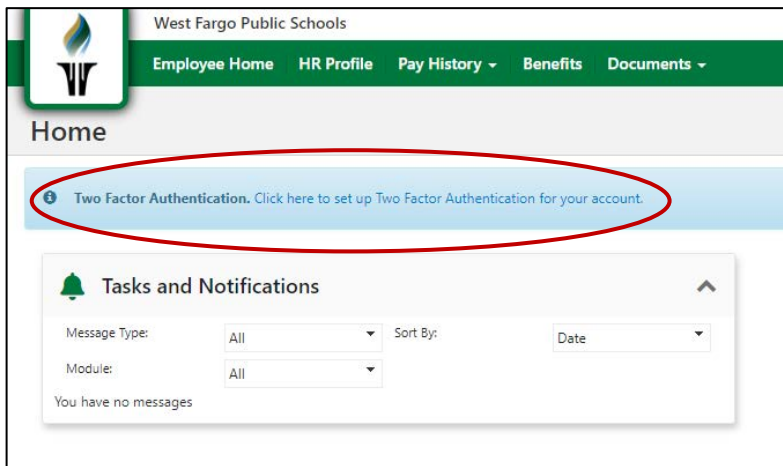 West Fargo Public Schools
Employee Home HR Profile Pay History Benefits Documents
Home
Two Factor Authentication. Click here to set up Two Factor Authentication for your account.
Tasks and Notifications
Message Type: All Sort By: Date
Module: All
You have no messages